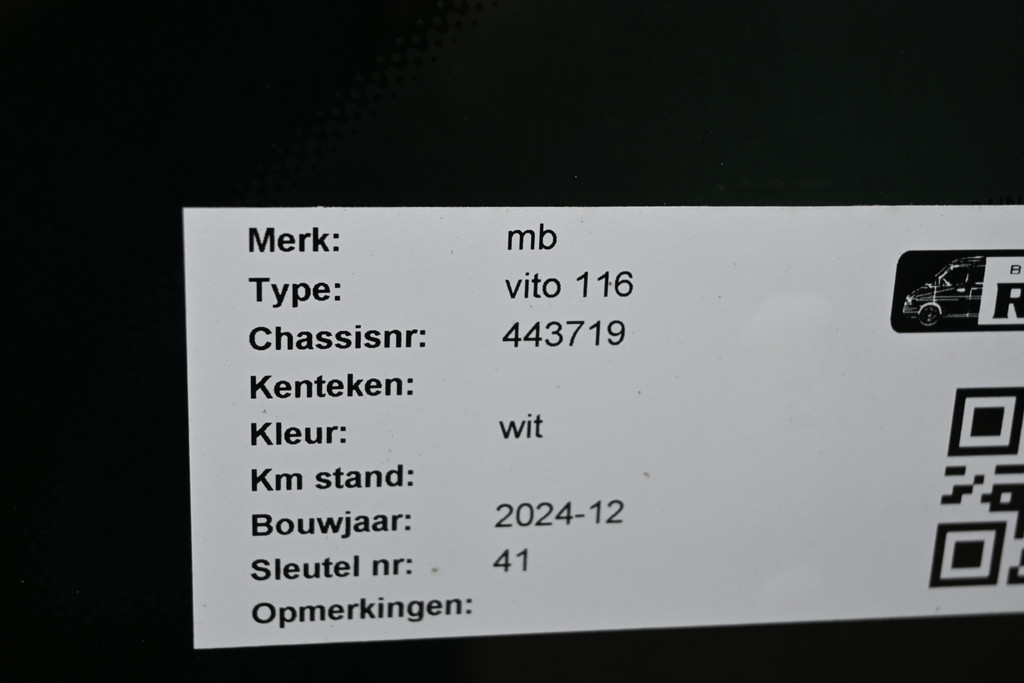 Merk: mb
Type: vito 116
Chassisnr: 443719
Kenteken:
Kleur: wit
Km stand:
Bouwjaar: 2024-12
Sleutel nr: 41
Opmerkingen: